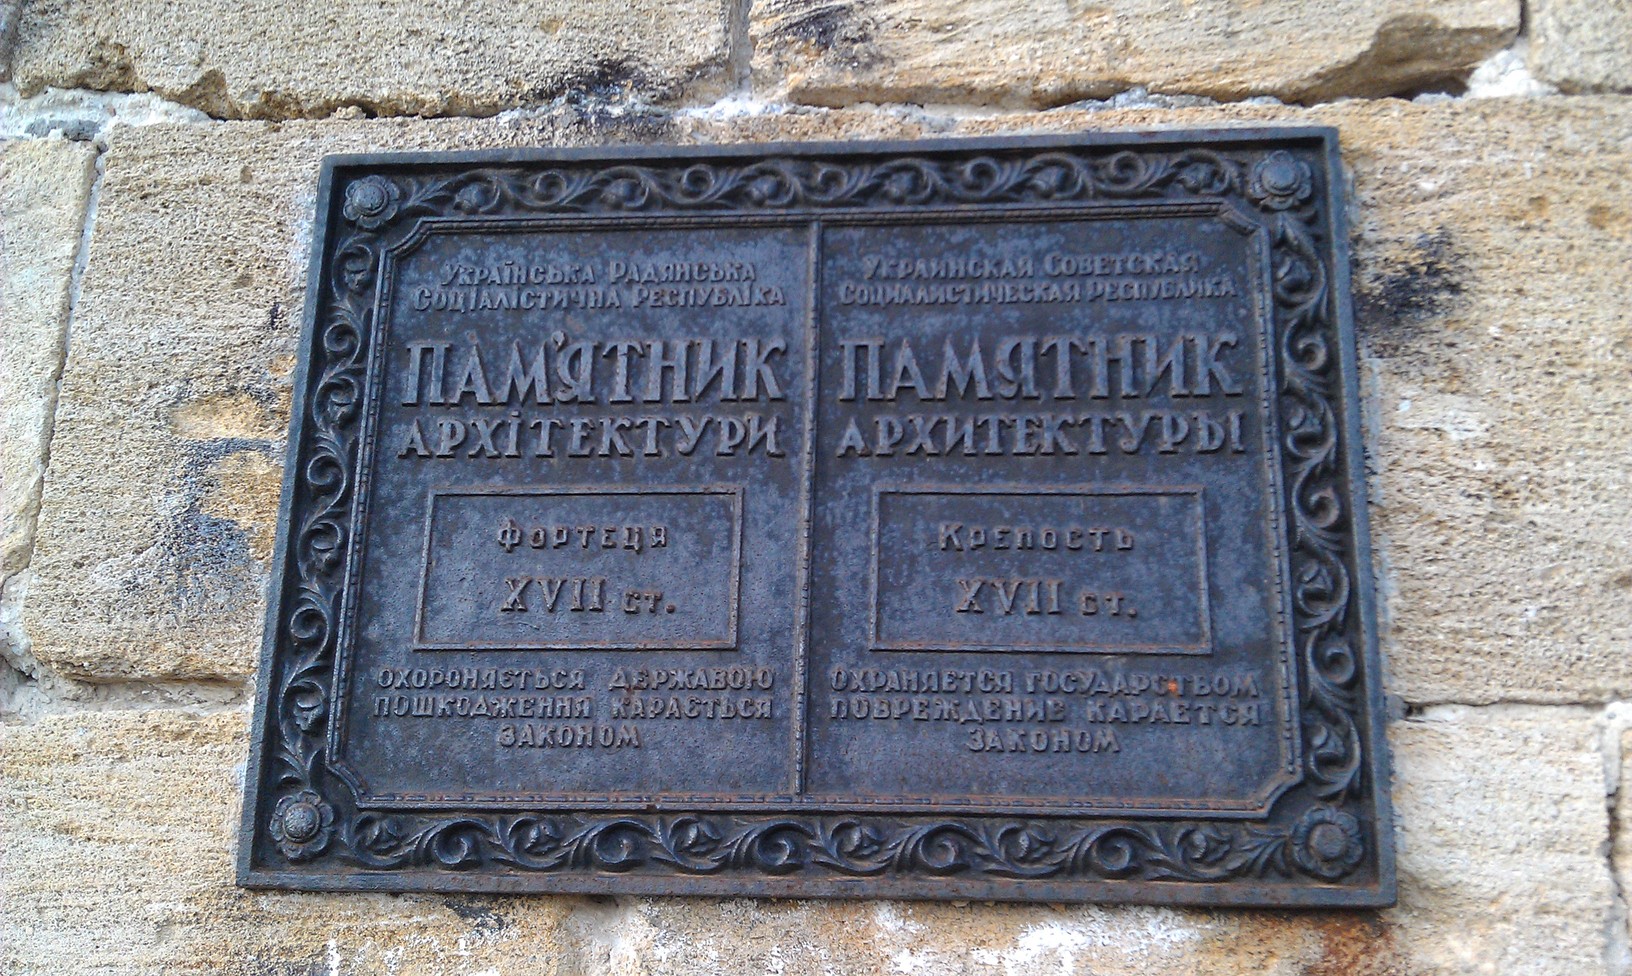 Українська Радянська
Соціалістична Республіка
ПАМ'ЯТНИК
АРХІТЕКТУРИ
Фортеця
XVII ст.
ОХОРОНЯЄТЬСЯ ДЕРЖАВОЮ
ПОШКОДЖЕННЯ КАРАЄТЬСЯ
ЗАКОНОМ
Украинская Советская
Социалистическая Республика
ПАМЯТНИК
АРХИТЕКТУРЫ
Крепость
XVII ст.
ОХРАНЯЕТСЯ ГОСУДАРСТВОМ
ПОВРЕЖДЕНИЕ КАРАЕТСЯ
ЗАКОНОМ